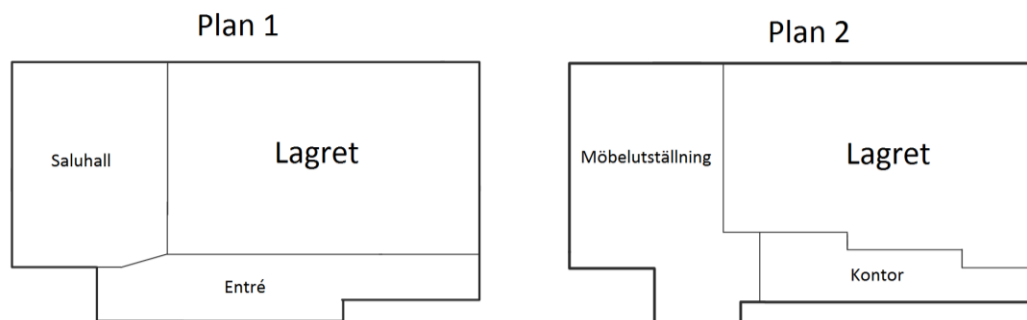 Plan 1
Saluhall
Lagret
Entré
Plan 2
Möbelutställning
Lagret
Kontor